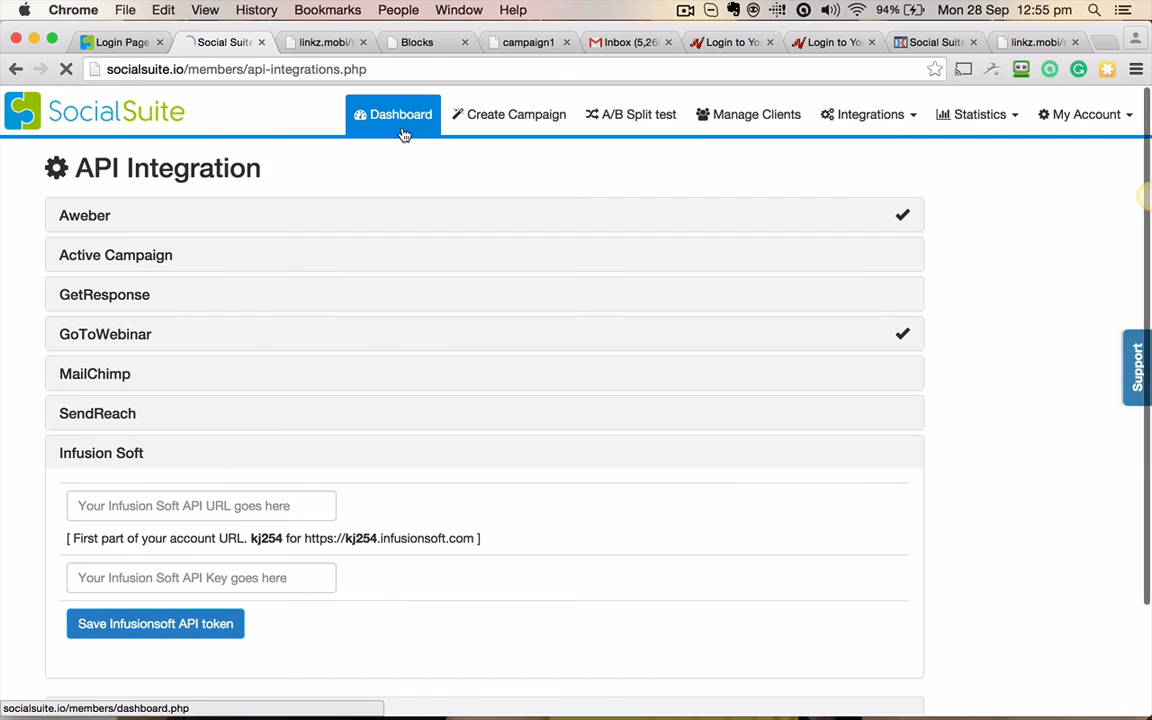 Chrome File Edit View History Bookmarks People Window Help 94% Mon 28 Sep 12:55 pm
Login Page Social Suite linkz.mobi/ Blocks campaign1 Inbox (5,26 Login to Yo Login to Yo Social Suite linkz.mobi/
socialsuite.io/members/api-integrations.php
SocialSuite Dashboard Create Campaign A/B Split test Manage Clients Integrations Statistics My Account
API Integration
Aweber
Active Campaign
GetResponse
GoToWebinar
Support
MailChimp
SendReach
Infusion Soft
Your Infusion Soft API URL goes here
[ First part of your account URL. kj254 for https://kj254.infusionsoft.com ]
Your Infusion Soft API Key goes here
Save Infusionsoft API token
socialsuite.io/members/dashboard.php